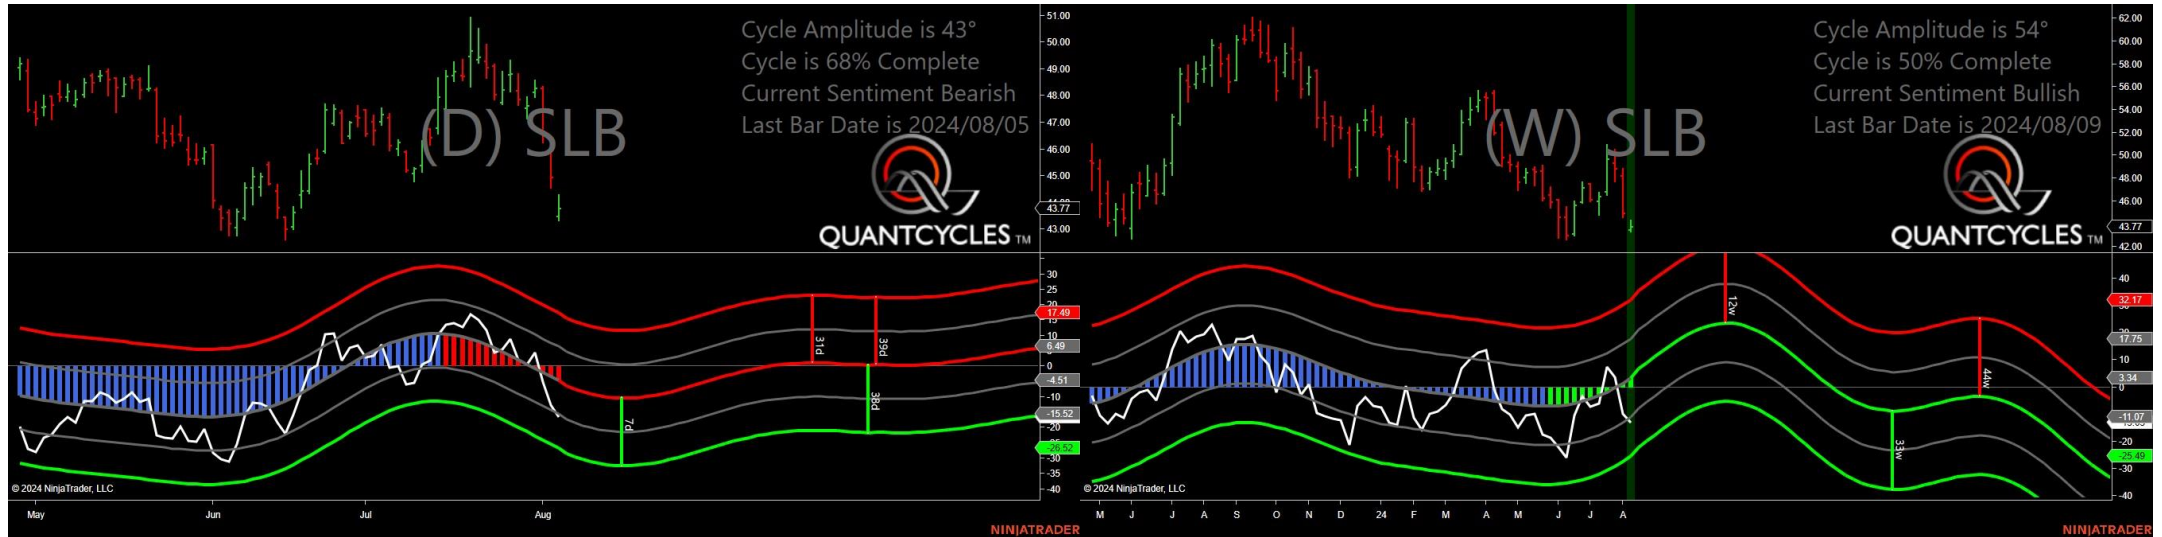 Cycle Amplitude is 43°
Cycle is 68% Complete
Current Sentiment Bearish
Last Bar Date is 2024/08/05
(D) SLB
QUANTCYCLES TM
51.00
50.00
49.00
48.00
47.00
46.00
45.00
43.77
43.00
30
25
17.49
10
6.49
0
-4.51
-10
-15.52
-20
-26.52
-30
-35
-40
7d
31d
38d
39d
© 2024 NinjaTrader, LLC
May Jun Jul Aug
NINJATRADER
Cycle Amplitude is 54°
Cycle is 50% Complete
Current Sentiment Bullish
Last Bar Date is 2024/08/09
(W) SLB
QUANTCYCLES TM
62.00
60.00
58.00
56.00
54.00
52.00
50.00
48.00
46.00
43.77
42.00
40
32.17
17.75
10
3.34
0
-11.07
-20
-25.49
-30
-40
12w
33w
44w
© 2024 NinjaTrader, LLC
M J J A S O N D 24 F M A M J J A
NINJATRADER